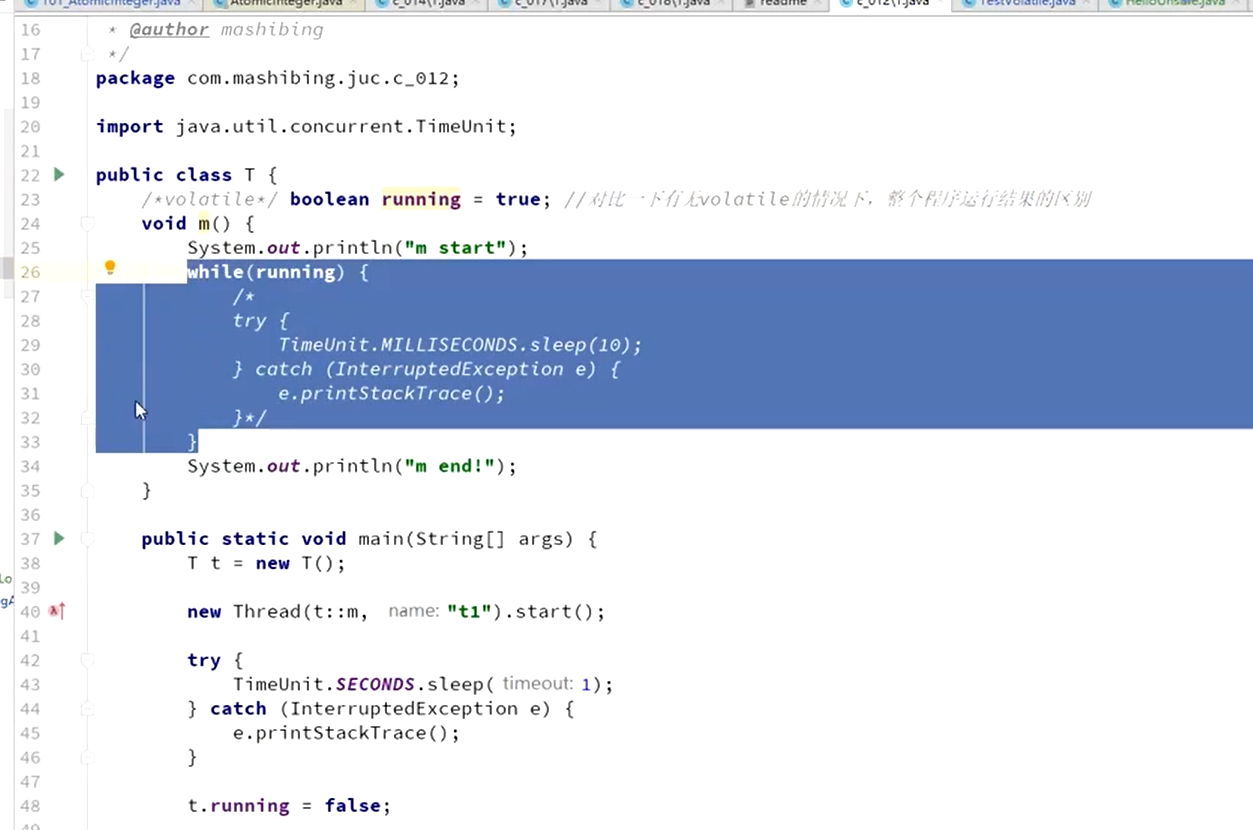 101_AtomicInteger.java AtomicInteger.java c_014\T.java c_017\T.java c_018\T.java readme c_012\T.java TestVolatile.java HelloUnsafe.java
16 * @author mashibing
17 */
18 package com.mashibing.juc.c_012;
19
20 import java.util.concurrent.TimeUnit;
21
22 public class T {
23 /*volatile*/ boolean running = true; //对比一下有无volatile的情况下，整个程序运行结果的区别
24 void m() {
25 System.out.println("m start");
26 while(running) {
27 /*
28 try {
29 TimeUnit.MILLISECONDS.sleep(10);
30 } catch (InterruptedException e) {
31 e.printStackTrace();
32 }*/
33 }
34 System.out.println("m end!");
35 }
36
37 public static void main(String[] args) {
38 T t = new T();
39
40 new Thread(t::m, name: "t1").start();
41
42 try {
43 TimeUnit.SECONDS.sleep( timeout: 1);
44 } catch (InterruptedException e) {
45 e.printStackTrace();
46 }
47
48 t.running = false;
49